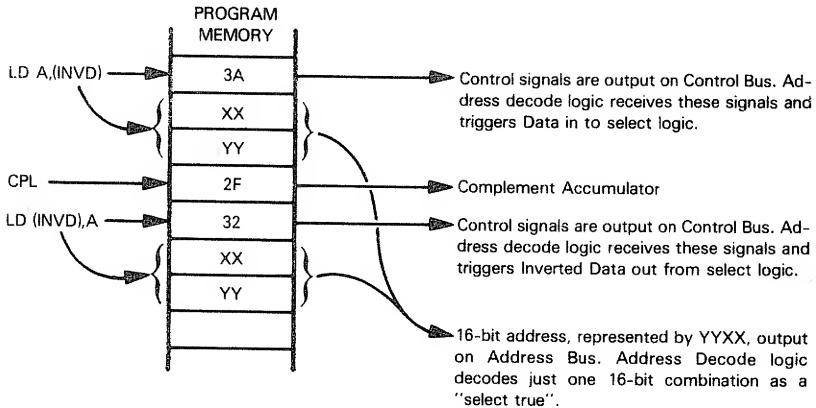 PROGRAM
MEMORY
LD A,(INVD)
3A
Control signals are output on Control Bus. Ad-
dress decode logic receives these signals and
triggers Data in to select logic.
XX
YY
CPL
2F
Complement Accumulator
LD (INVD),A
32
Control signals are output on Control Bus. Ad-
dress decode logic receives these signals and
triggers Inverted Data out from select logic.
XX
YY
16-bit address, represented by YYXX, output
on Address Bus. Address Decode logic
decodes just one 16-bit combination as a
"select true".